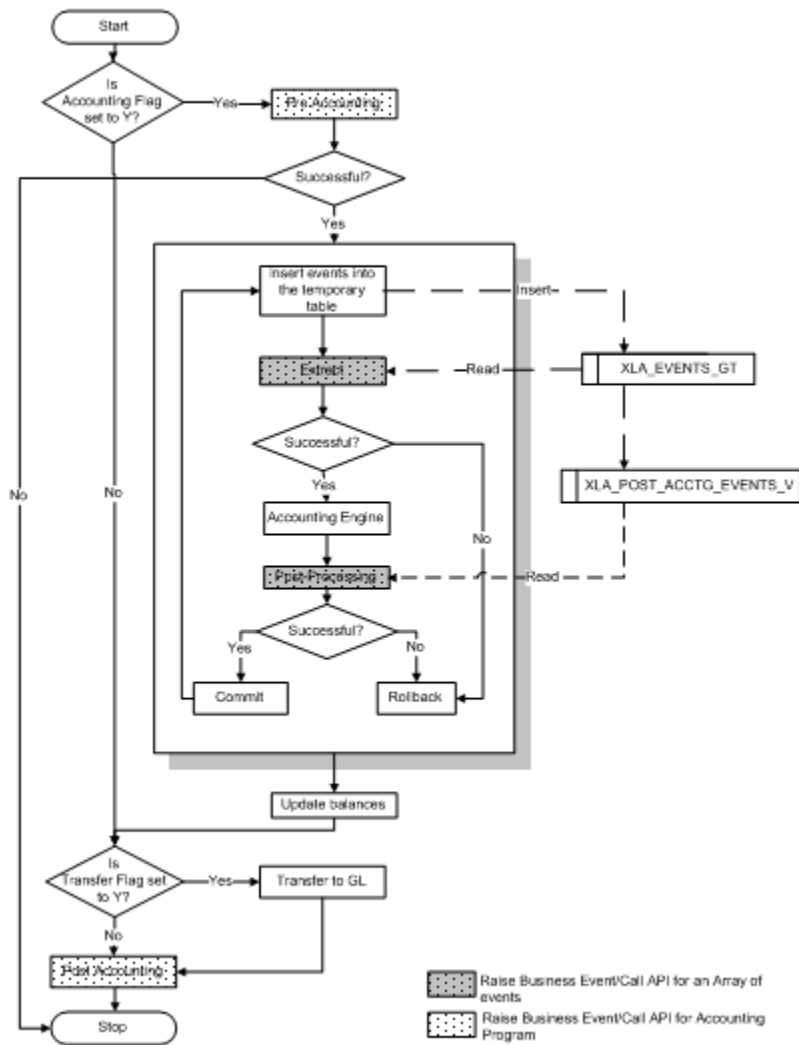 Start
Is
Accounting Flag
set to Y?
Yes
Pre Accounting
Successful?
Yes
Insert events into
the temporary
table
Insert
Extract
Read
XLA_EVENTS_GT
Successful?
No
No
Yes
XLA_POST_ACCTG_EVENTS_V
Accounting Engine
No
Post-Processing
Read
Successful?
Yes
No
Commit
Rollback
Update balances
Is
Transfer Flag set
to Y?
Yes
Transfer to GL
No
Post Accounting
Stop
Raise Business Event/Call API for an Array of
events
Raise Business Event/Call API for Accounting
Program